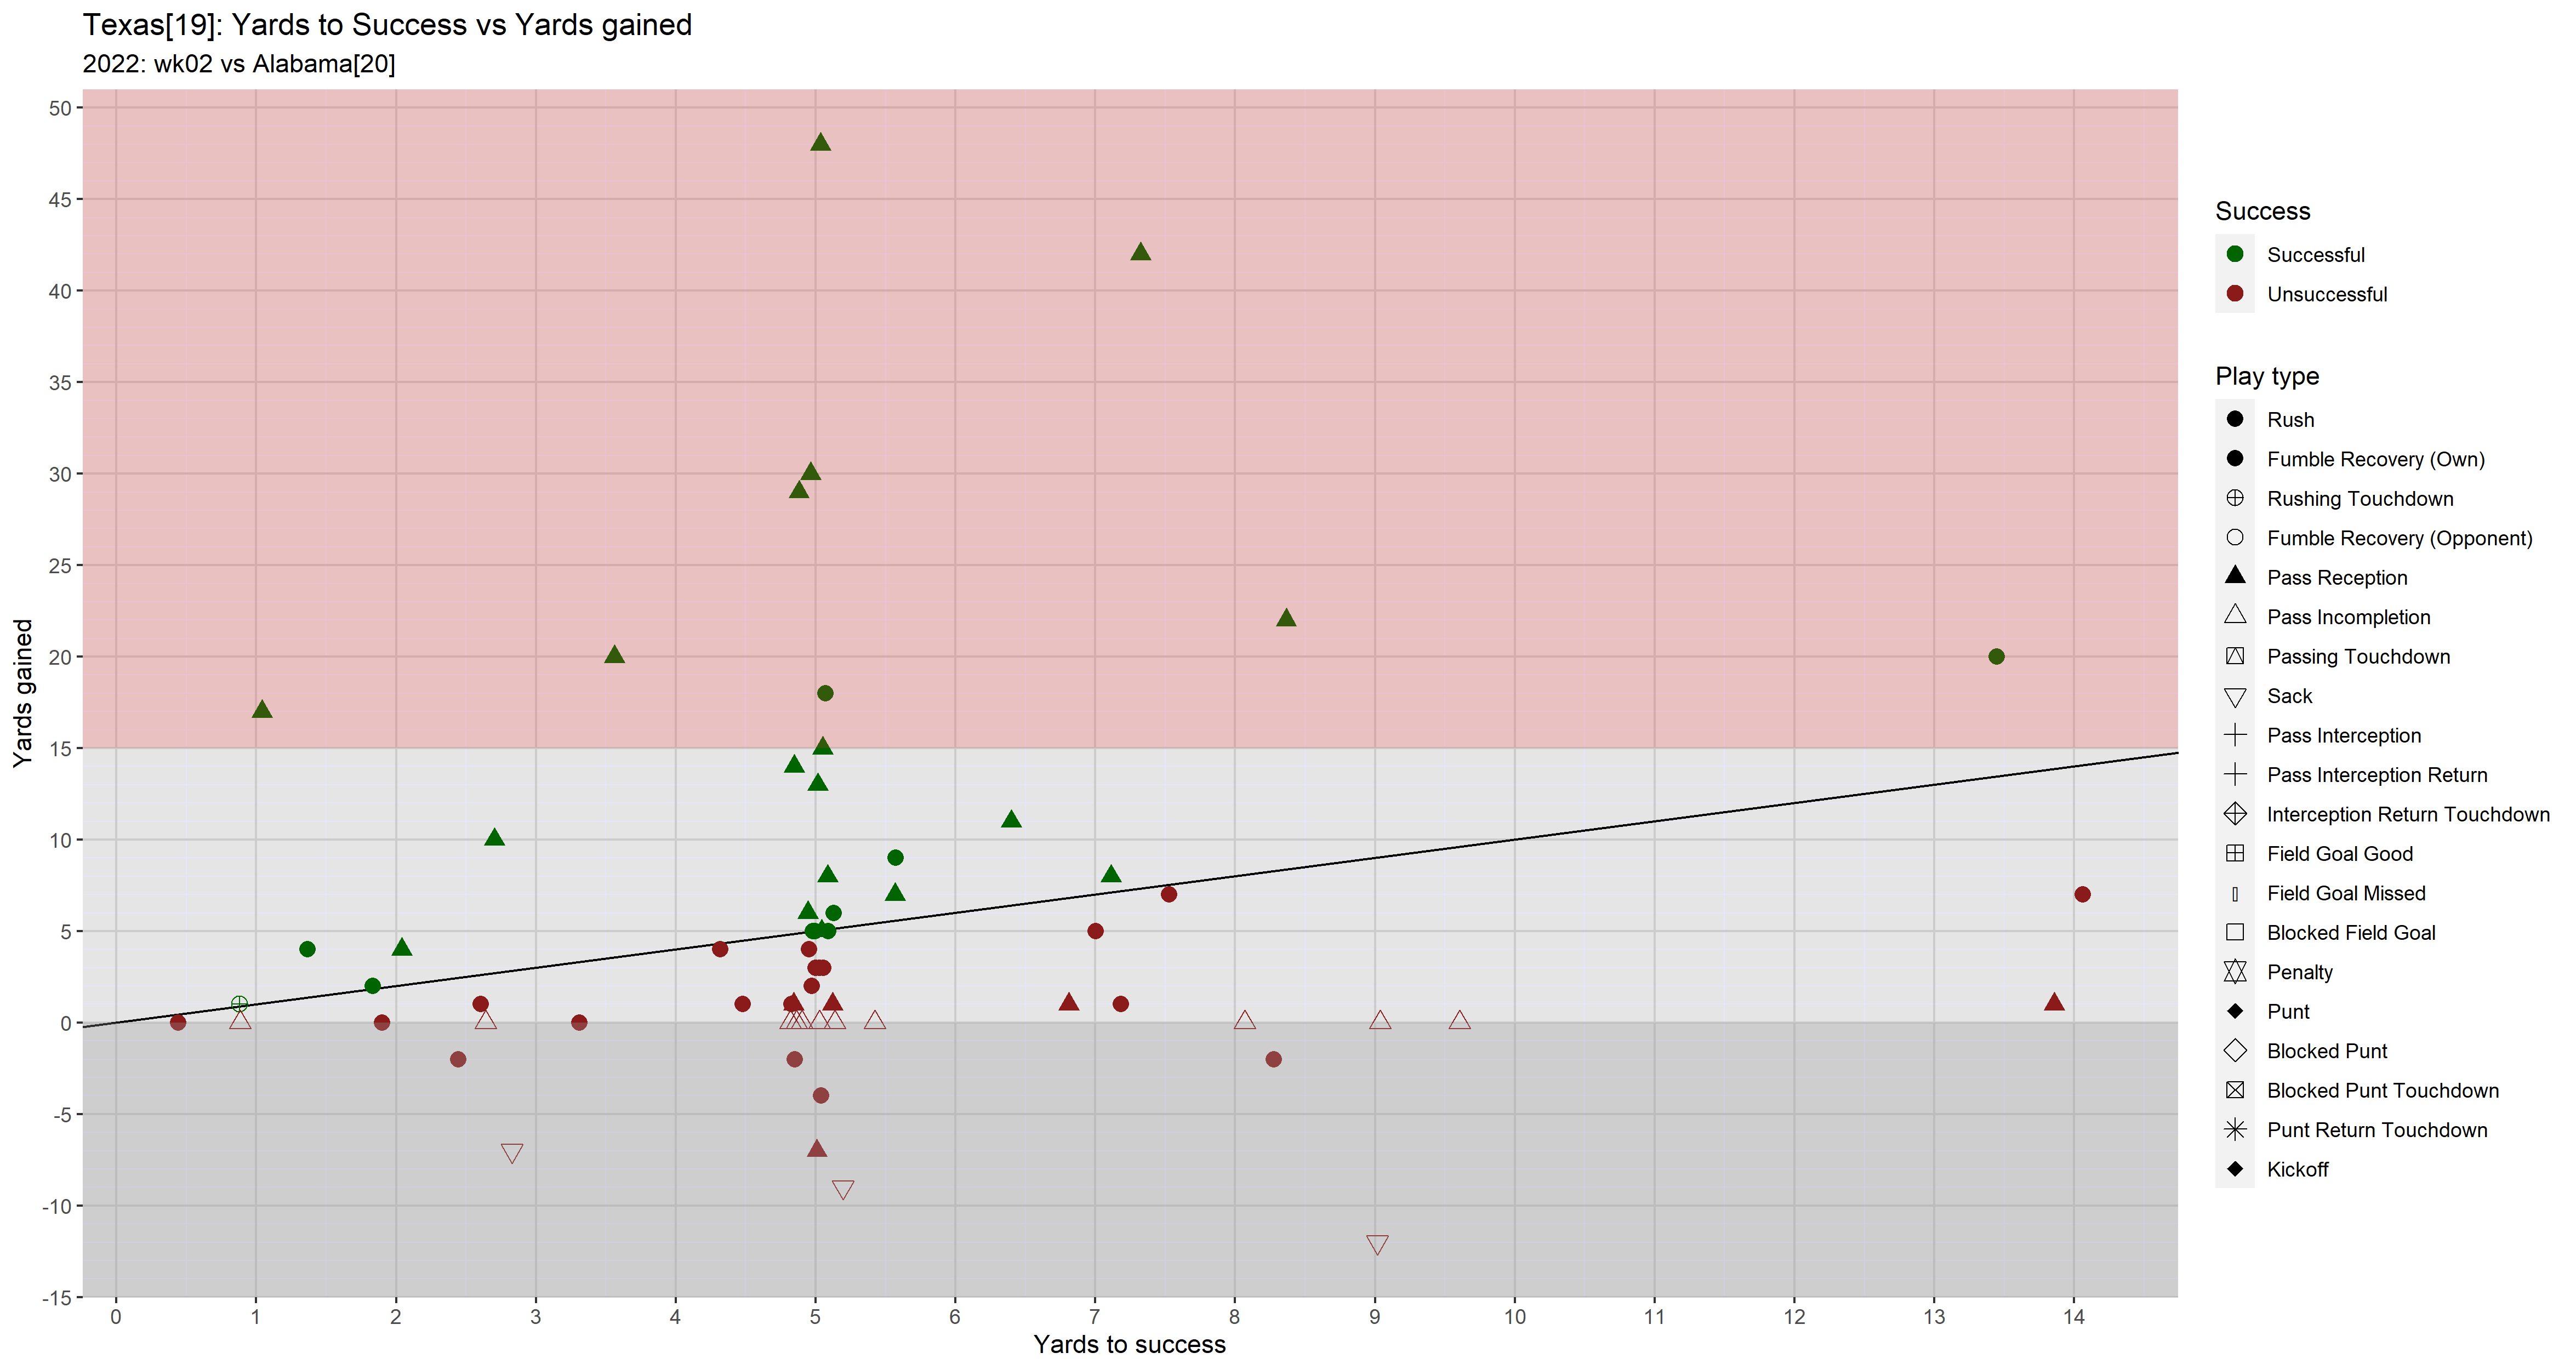 Texas[19]: Yards to Success vs Yards gained
2022: wk02 vs Alabama[20]
Yards gained
50
45
40
35
30
25
20
15
10
5
0
-5
-10
-15
0 1 2 3 4 5 6 7 8 9 10 11 12 13 14
Yards to success
Success
Successful
Unsuccessful
Play type
Rush
Fumble Recovery (Own)
Rushing Touchdown
Fumble Recovery (Opponent)
Pass Reception
Pass Incompletion
Passing Touchdown
Sack
Pass Interception
Pass Interception Return
Interception Return Touchdown
Field Goal Good
Field Goal Missed
Blocked Field Goal
Penalty
Punt
Blocked Punt
Blocked Punt Touchdown
Punt Return Touchdown
Kickoff